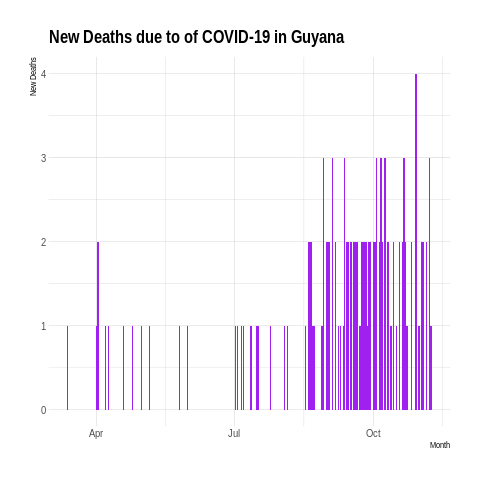 New Deaths due to of COVID-19 in Guyana
New Deaths
4
3
2
1
0
Apr
Jul
Oct
Month